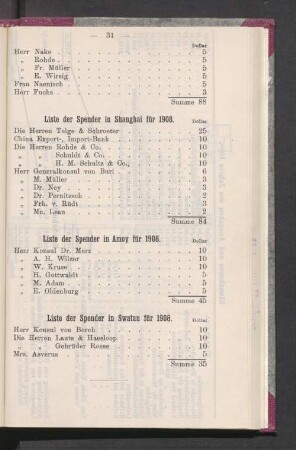 — 31 —
Dollar
Herr Nake 5
„ Rohde 5
„ Fr. Müller 5
„ E. Wirsig 5
Frau Naenisch 5
Herr Fuchs 3
Summe 88
Liste der Spender in Shanghai für 1908.
Dollar
Die Herren Telge & Schroeter 25
China Export-, Import-Bank 10
Die Herren Rohde & Co. 10
„ „ Schuldt & Co. 10
„ „ H. M. Schultz & Co., 10
Herr Generalkonsul von Buri 6
„ M. Müller 3
„ Dr. Ney 3
„ Dr. Pernitzsch 2
„ Frh. v. Rüdt 3
„ Mc. Lean 2
Summe 84
Liste der Spender in Amoy für 1908.
Dollar
Herr Konsul Dr. Merz 10
„ A. H. Wilzer 10
„ W. Kruse 10
„ H. Gottwaldt 5
„ M. Adam 5
„ E. Oldenburg 5
Summe 45
Liste der Spender in Swatau für 1908.
Dollar
Herr Konsul von Borch 10
Die Herren Lauts & Haesloop 10
„ „ Gebrüder Rosse 10
Mrs. Asverus 5
Summe 35